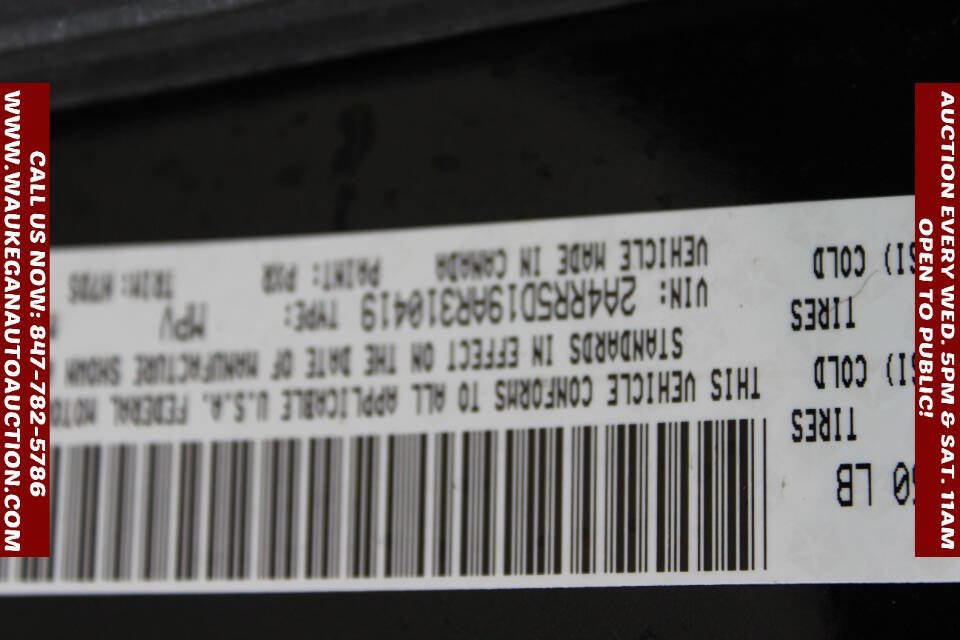 CALL US NOW: 847-782-5786
WWW.WAUKEGANAUTOAUCTION.COM
AUCTION EVERY WED. 5PM & SAT. 11AM
OPEN TO PUBLIC!
LB
TIRES
COLD
TIRES
COLD
THIS VEHICLE CONFORMS TO ALL APPLICABLE U.S.A. FEDERAL
STANDARDS IN EFFECT ON THE DATE OF MANUFACTURE SHOWN
VIN: 2A4RR5D19AR310419 TYPE: MPV
VEHICLE MADE IN CANADA PAINT: PXR TRIM: